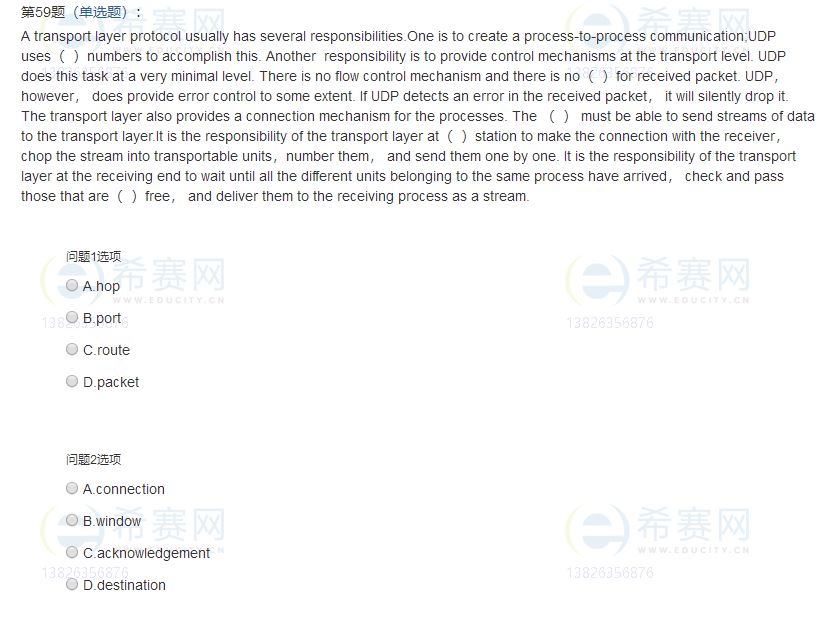 第59题（单选题）：
A transport layer protocol usually has several responsibilities.One is to create a process-to-process communication;UDP
uses（ ）numbers to accomplish this. Another responsibility is to provide control mechanisms at the transport level. UDP
does this task at a very minimal level. There is no flow control mechanism and there is no（ ）for received packet. UDP，
however， does provide error control to some extent. If UDP detects an error in the received packet， it will silently drop it.
The transport layer also provides a connection mechanism for the processes. The （ ） must be able to send streams of data
to the transport layer.It is the responsibility of the transport layer at（ ）station to make the connection with the receiver，
chop the stream into transportable units，number them， and send them one by one. It is the responsibility of the transport
layer at the receiving end to wait until all the different units belonging to the same process have arrived， check and pass
those that are（ ）free， and deliver them to the receiving process as a stream.
问题1选项
A.hop
B.port
C.route
D.packet
问题2选项
A.connection
B.window
C.acknowledgement
D.destination
希赛网
WWW.EDUCITY.CN
13826356876
希赛网
WWW.EDUCITY.CN
13826356876
希赛网
13826356876
希赛网
WWW.EDUCITY.CN
13826356876